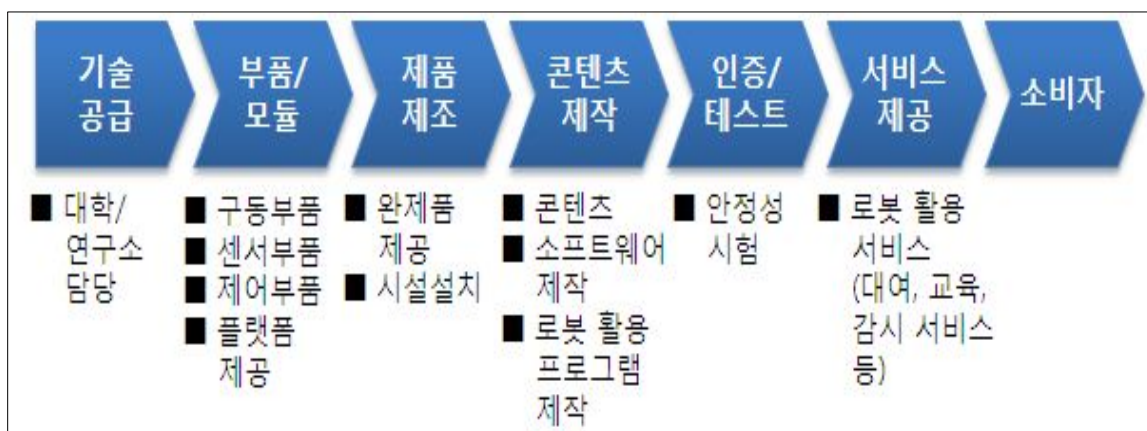 기술
공급
부품/
모듈
제품
제조
콘텐츠
제작
인증/
테스트
서비스
제공
소비자
■ 대학/
연구소
담당
■ 구동부품
■ 센서부품
■ 제어부품
■ 플랫폼
제공
■ 완제품
제공
■ 시설설치
■ 콘텐츠
■ 소프트웨어
제작
■ 로봇 활용
프로그램
제작
■ 안정성
시험
■ 로봇 활용
서비스
(대여, 교육,
감시 서비스
등)